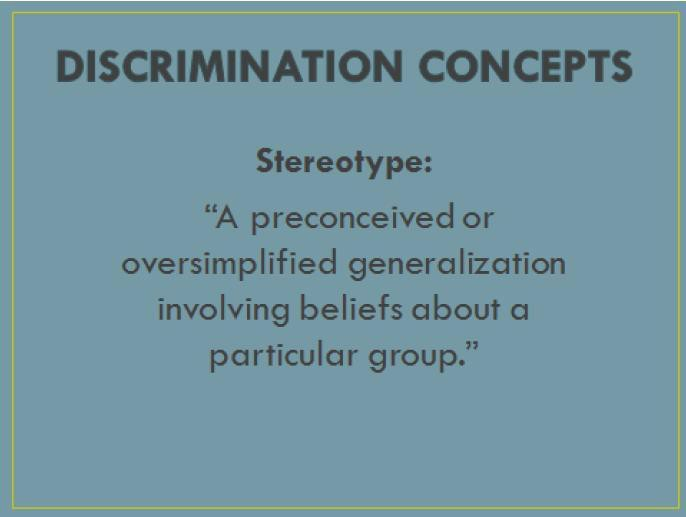 DISCRIMINATION CONCEPTS
Stereotype:
“A preconceived or
oversimplified generalization
involving beliefs about a
particular group.”